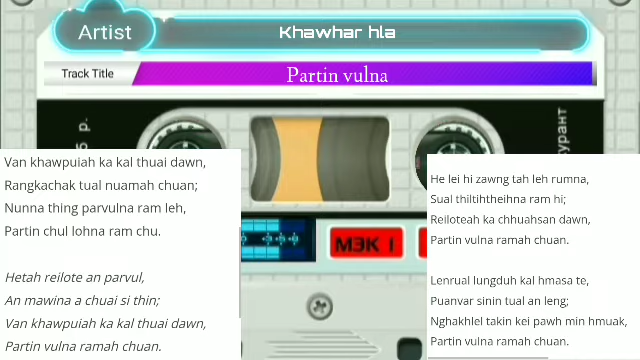 Artist
Khawhar hla
Track Title
Partin vulna
5 р.
курант
МЭК I
Van khawpuiah ka kal thuai dawn,
Rangkachak tual nuamah chuan;
Nunna thing parvulna ram leh,
Partin chul lohna ram chu.
Hetah reilote an parvul,
An mawina a chuai si thin;
Van khawpuiah ka kal thuai dawn,
Partin vulna ramah chuan.
He lei hi zawng tah leh rumna,
Sual thiltihtheihna ram hi;
Reiloteah ka chhuahsan dawn,
Partin vulna ramah chuan.
Lenrual lungduh kal hmasa te,
Puanvar sinin tual an leng;
Nghakhlel takin kei pawh min hmuak,
Partin vulna ramah chuan.